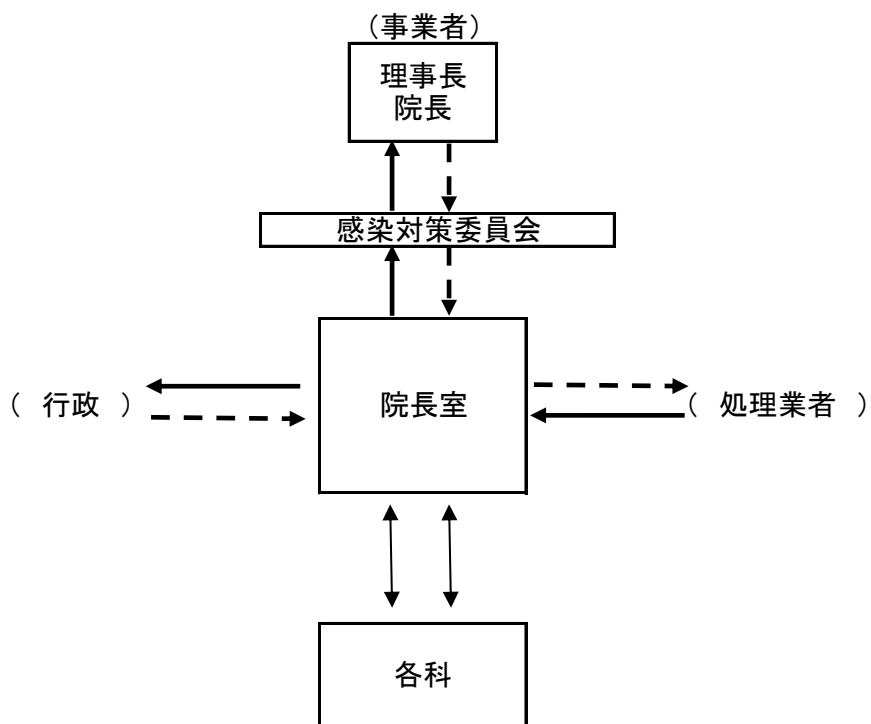 （事業者）
理事長
院長
感染対策委員会
（　行政　）
院長室
（　処理業者　）
各科